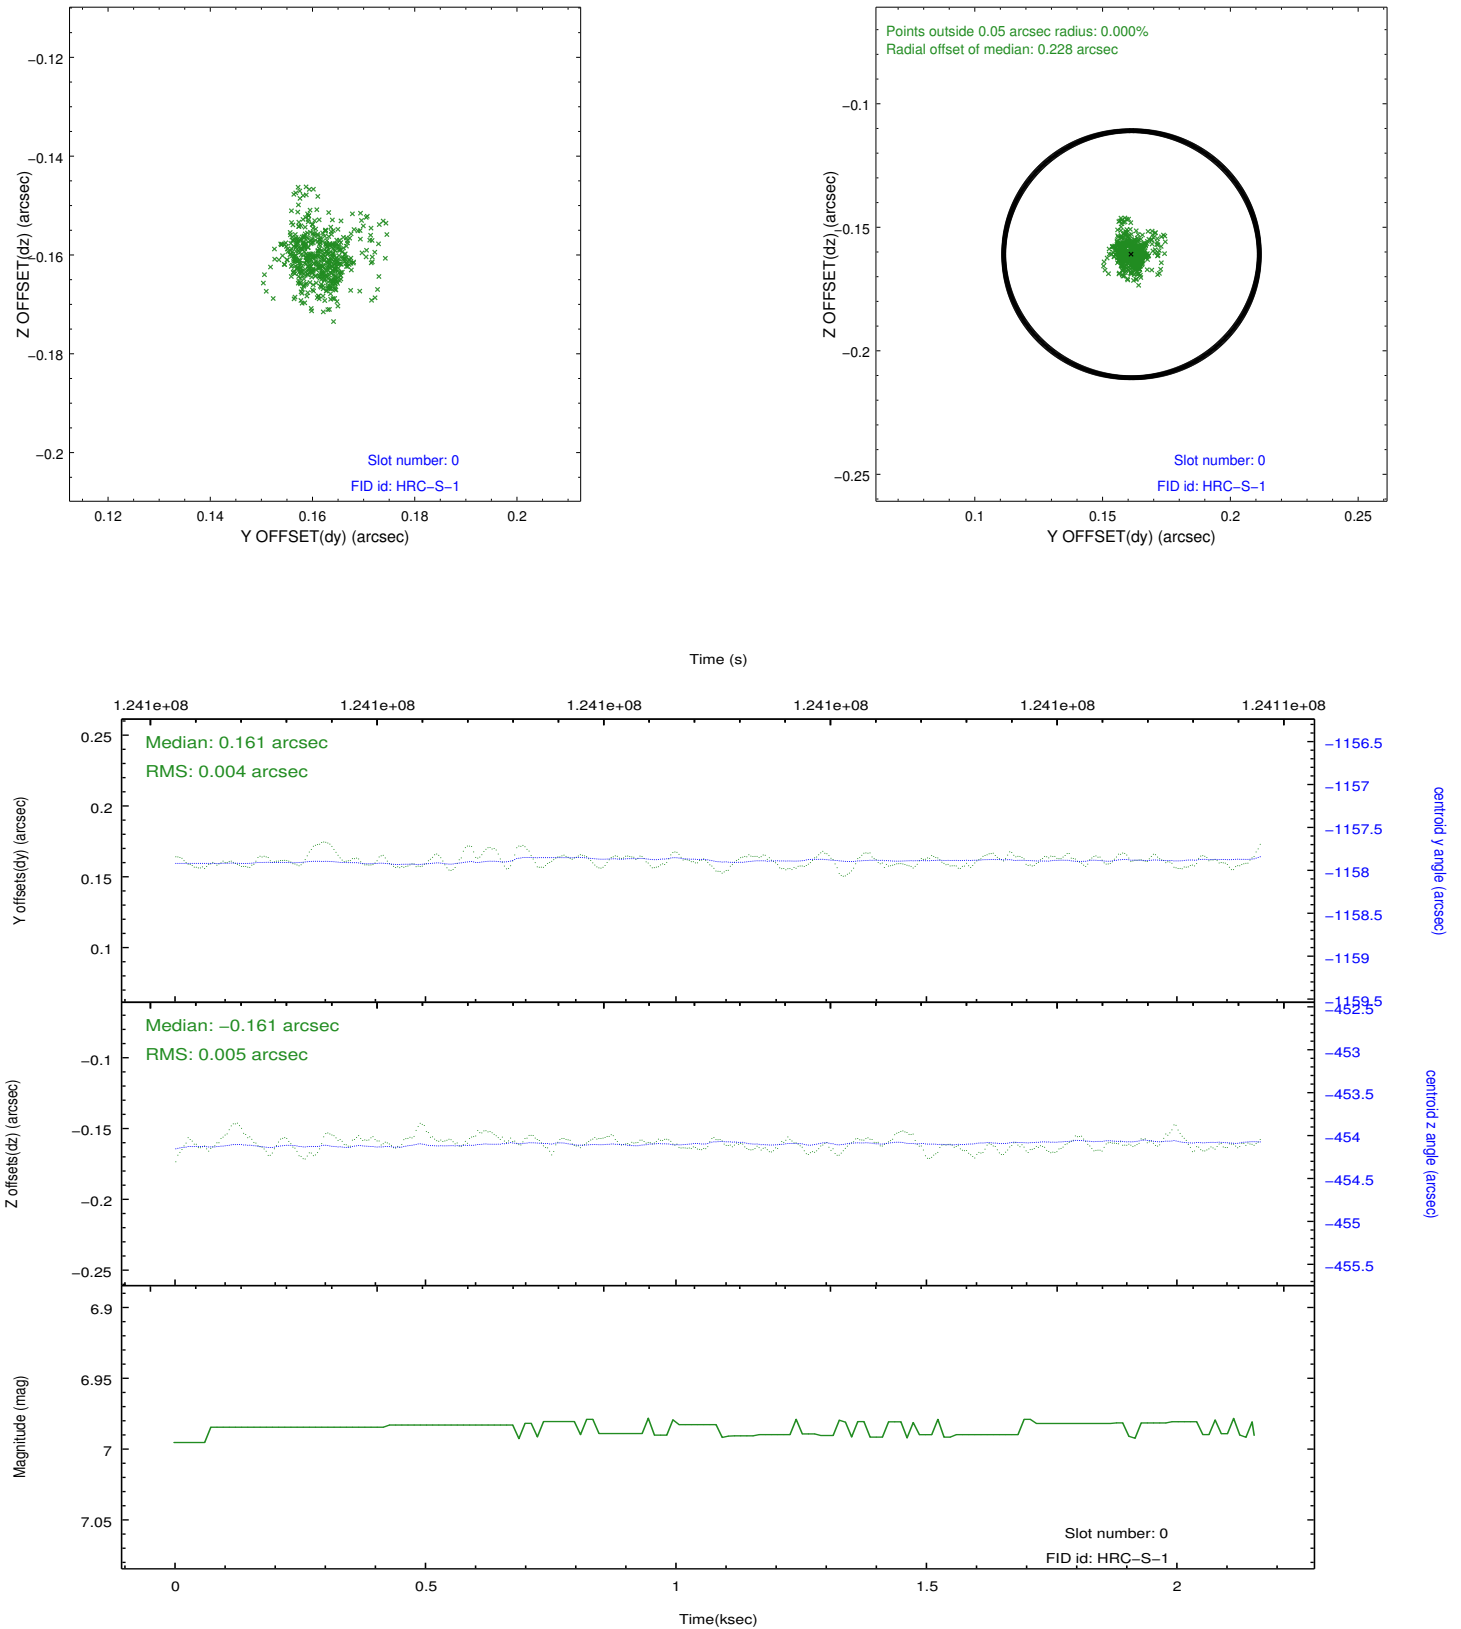 −0.12
−0.14
−0.16
−0.18
−0.2
Z OFFSET(dz) (arcsec)
Slot number: 0
FID id: HRC−S−1
0.12 0.14 0.16 0.18 0.2
Y OFFSET(dy) (arcsec)
Points outside 0.05 arcsec radius: 0.000%
Radial offset of median: 0.228 arcsec
−0.1
−0.15
−0.2
−0.25
Z OFFSET(dz) (arcsec)
Slot number: 0
FID id: HRC−S−1
0.1 0.15 0.2 0.25
Y OFFSET(dy) (arcsec)
Time (s)
1.241e+08 1.241e+08 1.241e+08 1.241e+08 1.241e+08 1.2411e+08
Median: 0.161 arcsec
RMS: 0.004 arcsec
0.25
0.2
0.15
0.1
Y offsets(dy) (arcsec)
−1156.5
−1157
−1157.5
−1158
−1158.5
−1159
−1159.5
centroid y angle (arcsec)
Median: −0.161 arcsec
RMS: 0.005 arcsec
−0.1
−0.15
−0.2
−0.25
Z offsets(dz) (arcsec)
−452.5
−453
−453.5
−454
−454.5
−455
−455.5
centroid z angle (arcsec)
6.9
6.95
7
7.05
Magnitude (mag)
Slot number: 0
FID id: HRC−S−1
0 0.5 1 1.5 2
Time(ksec)